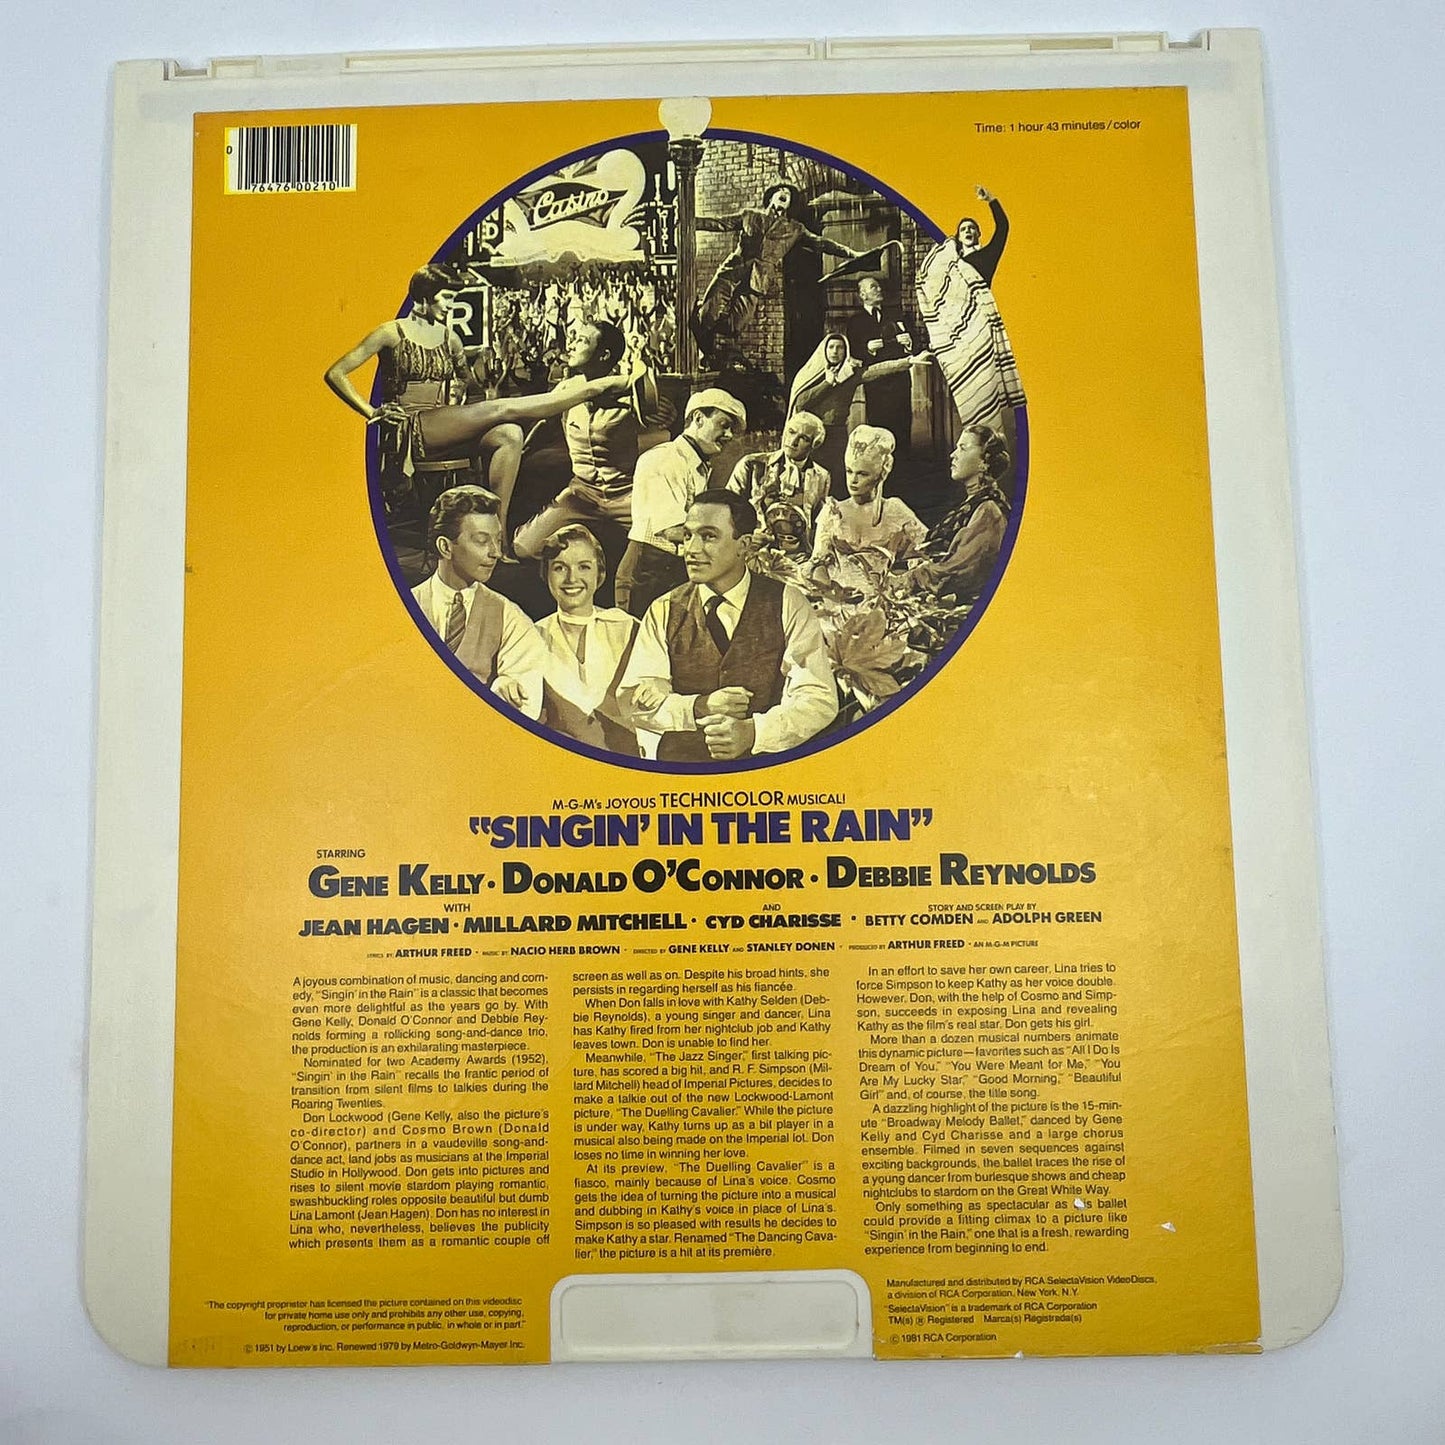 0
76476 00210
Time: 1 hour 43 minutes/color
Casino
R
M-G-M's JOYOUS TECHNICOLOR MUSICAL!
"SINGIN' IN THE RAIN"
STARRING
GENE KELLY • DONALD O'CONNOR • DEBBIE REYNOLDS
WITH
JEAN HAGEN • MILLARD MITCHELL •
AND
CYD CHARISSE •
STORY AND SCREEN PLAY BY
BETTY COMDEN AND ADOLPH GREEN
LYRICS BY ARTHUR FREED • MUSIC BY NACIO HERB BROWN • DIRECTED BY GENE KELLY AND STANLEY DONEN • PRODUCED BY ARTHUR FREED • AN M-G-M PICTURE
A joyous combination of music, dancing and com-
edy, "Singin' in the Rain" is a classic that becomes
even more delightful as the years go by. With
Gene Kelly, Donald O'Connor and Debbie Rey-
nolds forming a rollicking song-and-dance trio,
the production is an exhilarating masterpiece.
Nominated for two Academy Awards (1952),
"Singin' in the Rain" recalls the frantic period of
transition from silent films to talkies during the
Roaring Twenties.
Don Lockwood (Gene Kelly, also the picture's
co-director) and Cosmo Brown (Donald
O'Connor), partners in a vaudeville song-and-
dance act, land jobs as musicians at the Imperial
Studio in Hollywood. Don gets into pictures and
rises to silent movie stardom playing romantic,
swashbuckling roles opposite beautiful but dumb
Lina Lamont (Jean Hagen). Don has no interest in
Lina who, nevertheless, believes the publicity
which presents them as a romantic couple off
screen as well as on. Despite his broad hints, she
persists in regarding herself as his fiancée.
When Don falls in love with Kathy Selden (Deb-
bie Reynolds), a young singer and dancer, Lina
has Kathy fired from her nightclub job and Kathy
leaves town. Don is unable to find her.
Meanwhile, "The Jazz Singer," first talking pic-
ture, has scored a big hit, and R. F. Simpson (Mil-
lard Mitchell) head of Imperial Pictures, decides to
make a talkie out of the new Lockwood-Lamont
picture, "The Duelling Cavalier." While the picture
is under way, Kathy turns up as a bit player in a
musical also being made on the Imperial lot. Don
loses no time in winning her love.
At its preview, "The Duelling Cavalier" is a
fiasco, mainly because of Lina's voice. Cosmo
gets the idea of turning the picture into a musical
and dubbing in Kathy's voice in place of Lina's.
Simpson is so pleased with results he decides to
make Kathy a star. Renamed "The Dancing Cava-
lier," the picture is a hit at its première.
In an effort to save her own career, Lina tries to
force Simpson to keep Kathy as her voice double.
However, Don, with the help of Cosmo and Simp-
son, succeeds in exposing Lina and revealing
Kathy as the film's real star. Don gets his girl.
More than a dozen musical numbers animate
this dynamic picture—favorites such as "All I Do Is
Dream of You," "You Were Meant for Me," "You
Are My Lucky Star," "Good Morning," "Beautiful
Girl" and, of course, the title song.
A dazzling highlight of the picture is the 15-min-
ute "Broadway Melody Ballet," danced by Gene
Kelly and Cyd Charisse and a large chorus
ensemble. Filmed in seven sequences against
exciting backgrounds, the ballet traces the rise of
a young dancer from burlesque shows and cheap
nightclubs to stardom on the Great White Way.
Only something as spectacular as this ballet
could provide a fitting climax to a picture like
"Singin' in the Rain," one that is a fresh, rewarding
experience from beginning to end.
"The copyright proprietor has licensed the picture contained on this videodisc
for private home use only and prohibits any other use, copying,
reproduction, or performance in public, in whole or in part."
© 1951 by Loew's Inc. Renewed 1979 by Metro-Goldwyn-Mayer Inc.
Manufactured and distributed by RCA SelectaVision VideoDiscs,
a division of RCA Corporation, New York, N.Y.
"SelectaVision" is a trademark of RCA Corporation
TM(s) ® Registered Marca(s) Registrada(s)
© 1981 RCA Corporation